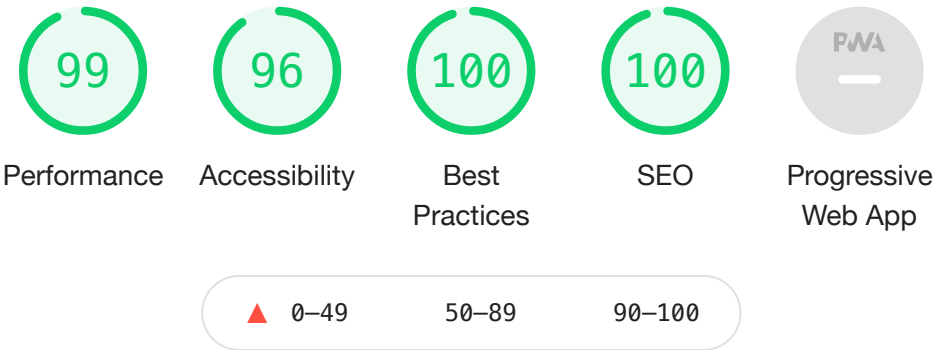 99 96 100 100 PWA
Performance Accessibility Best Practices SEO Progressive Web App
0–49 50–89 90–100